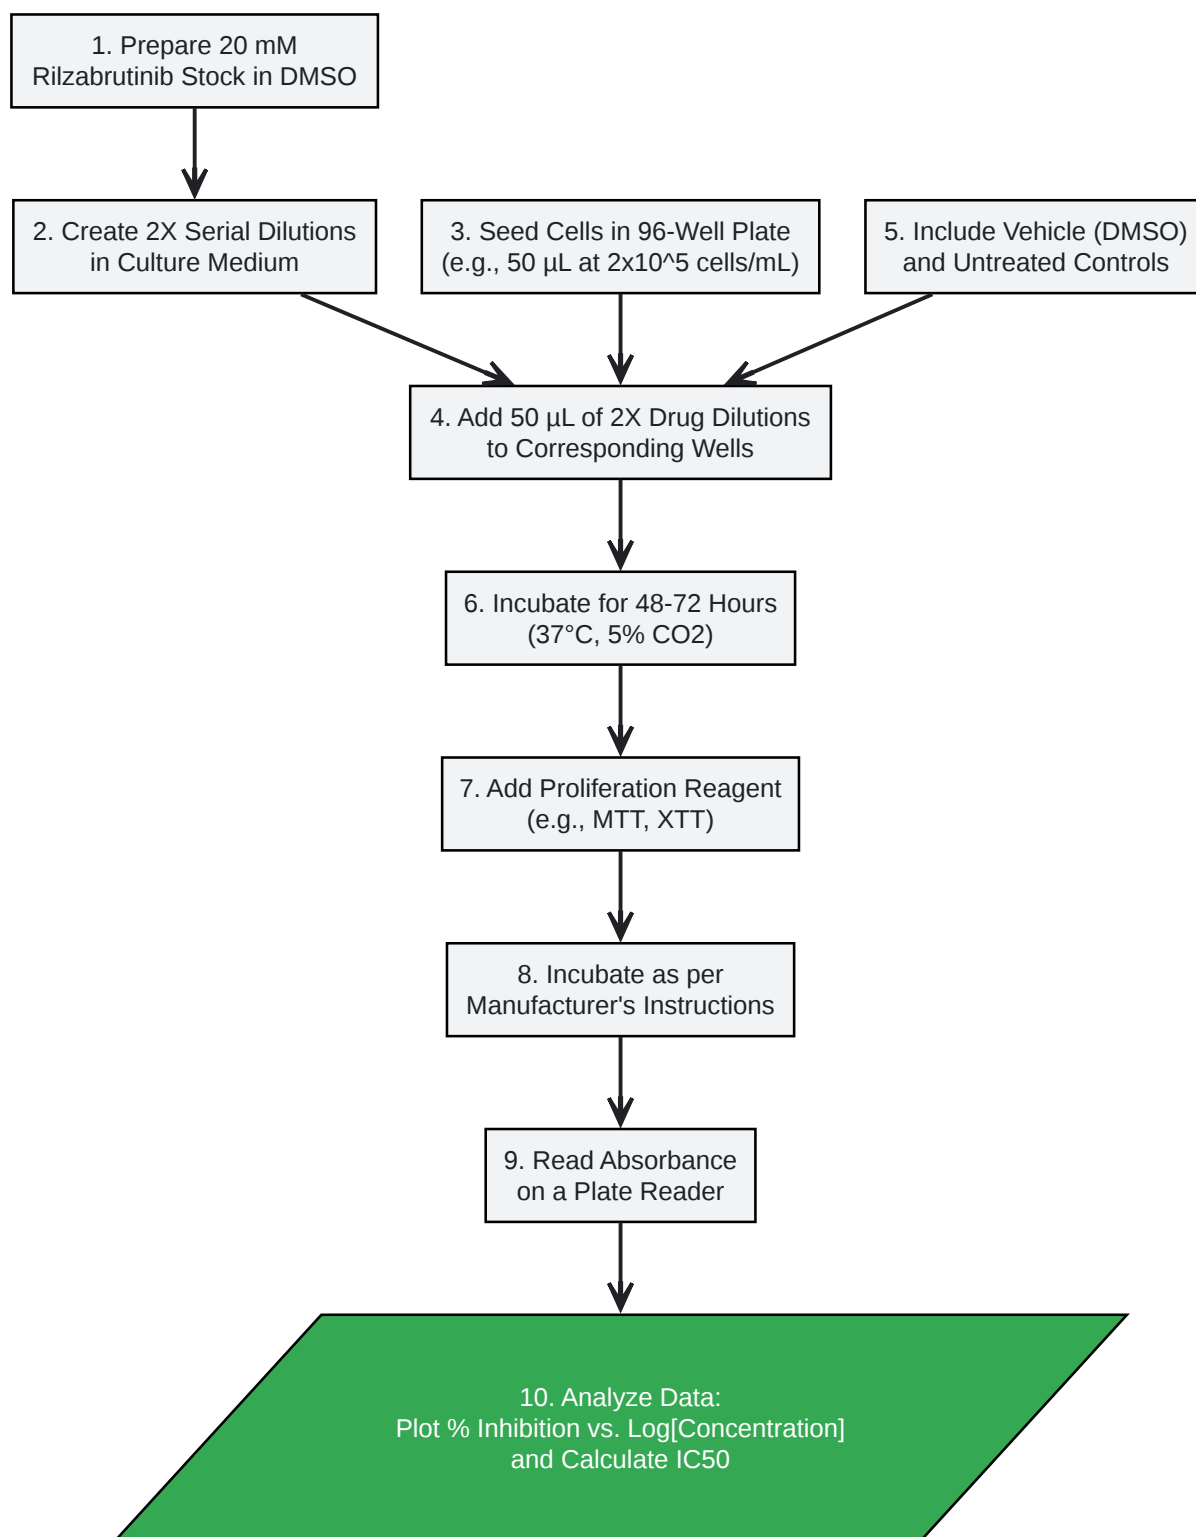 1. Prepare 20 mM
Rilzabrutinib Stock in DMSO
2. Create 2X Serial Dilutions
in Culture Medium
3. Seed Cells in 96-Well Plate
(e.g., 50 µL at 2x10^5 cells/mL)
5. Include Vehicle (DMSO)
and Untreated Controls
4. Add 50 µL of 2X Drug Dilutions
to Corresponding Wells
6. Incubate for 48-72 Hours
(37°C, 5% CO2)
7. Add Proliferation Reagent
(e.g., MTT, XTT)
8. Incubate as per
Manufacturer's Instructions
9. Read Absorbance
on a Plate Reader
10. Analyze Data:
Plot % Inhibition vs. Log[Concentration]
and Calculate IC50